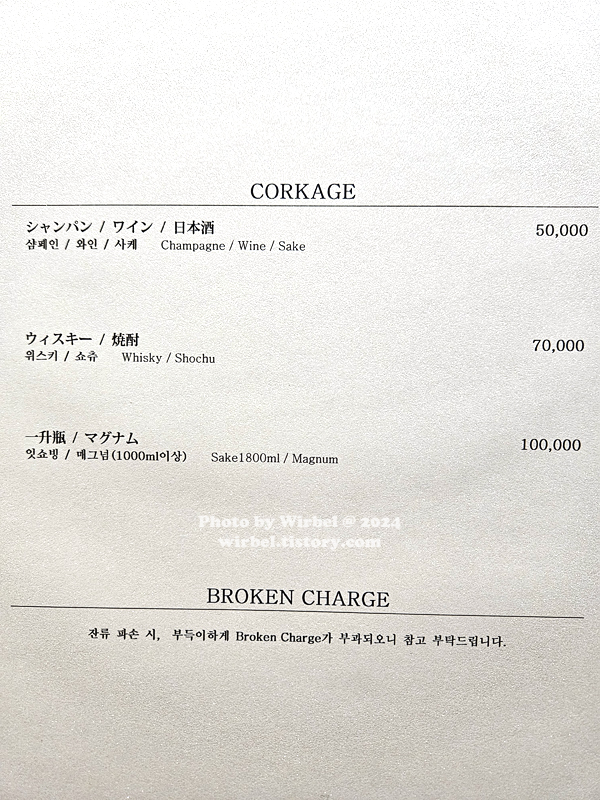 CORKAGE
シャンパン / ワイン / 日本酒 50,000
샴페인 / 와인 / 사케 Champagne / Wine / Sake
ウィスキー / 焼酎 70,000
위스키 / 쇼츄 Whisky / Shochu
一升瓶 / マグナム 100,000
잇쇼빙 / 매그넘(1000ml이상) Sake1800ml / Magnum
Photo by Wirbel @ 2024
wirbel.tistory.com
BROKEN CHARGE
잔류 파손 시, 부득이하게 Broken Charge가 부과되오니 참고 부탁드립니다.